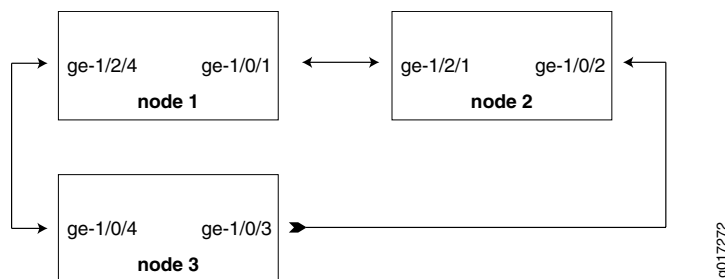 ge-1/2/4 ge-1/0/1
node 1
ge-1/2/1 ge-1/0/2
node 2
ge-1/0/4 ge-1/0/3
node 3
g017272